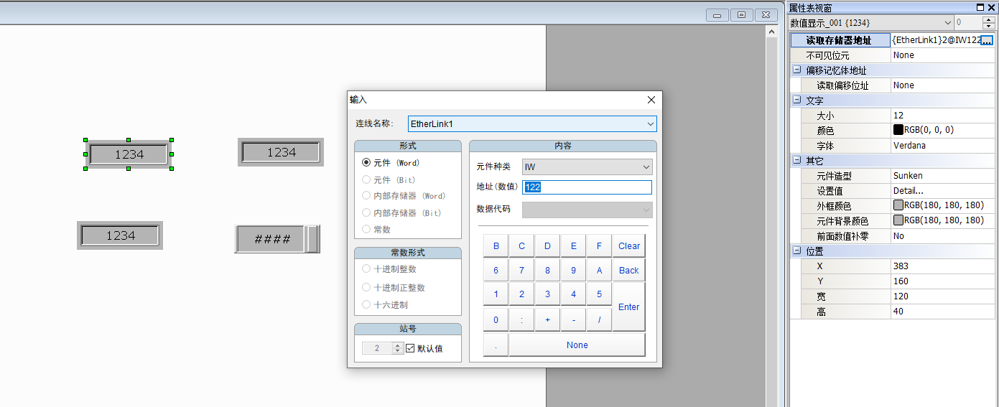 属性表视窗
数值显示_001 {1234}
0
读取存储器地址 {EtherLink1}2@IW122 ...
不可见位元 None
偏移记忆体地址
读取偏移位址 None
文字
大小 12
颜色 RGB(0, 0, 0)
字体 Verdana
其它
元件造型 Sunken
设置值 Detail...
外框颜色 RGB(180, 180, 180)
元件背景颜色 RGB(180, 180, 180)
前面数值补零 No
位置
X 383
Y 160
宽 120
高 40
1234
1234
1234
####
输入
连线名称: EtherLink1
形式
元件 (Word)
元件 (Bit)
内部存储器 (Word)
内部存储器 (Bit)
常数
常数形式
十进制整数
十进制正整数
十六进制
站号
2 默认值
内容
元件种类 IW
地址(数值) 122
数据代码
B C D E F Clear
6 7 8 9 A Back
1 2 3 4 5 Enter
0 : + - /
. None